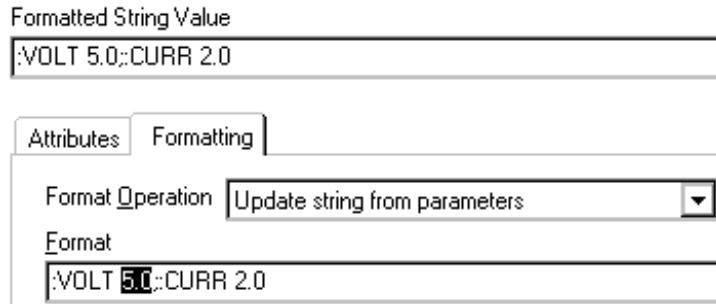 Formatted String Value
:VOLT 5.0;:CURR 2.0
Attributes Formatting
Format Operation Update string from parameters
Format
:VOLT 5.0;:CURR 2.0